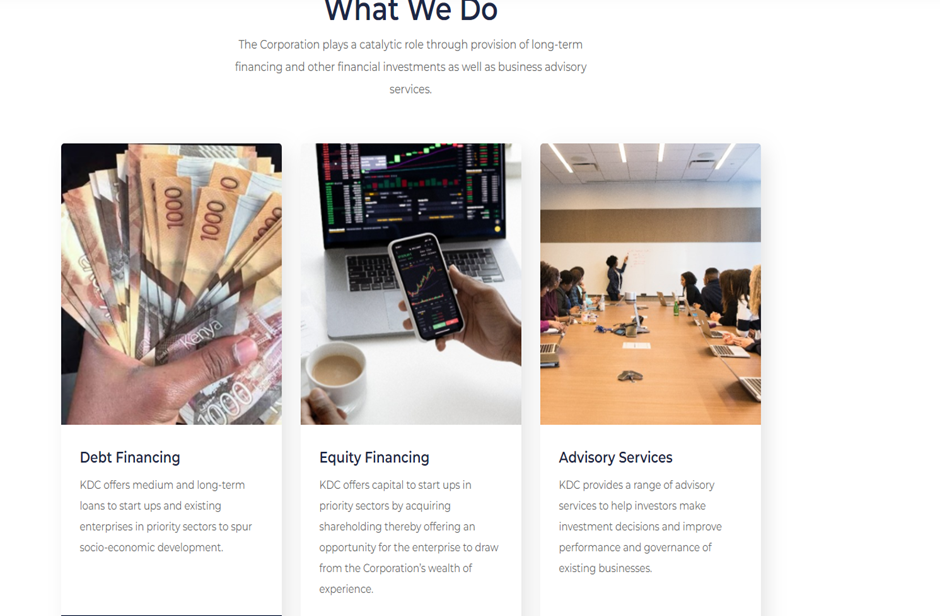 What We Do
The Corporation plays a catalytic role through provision of long-term
financing and other financial investments as well as business advisory
services.
1000
1000
Kenya
1000
Debt Financing
KDC offers medium and long-term
loans to start ups and existing
enterprises in priority sectors to spur
socio-economic development.
Equity Financing
KDC offers capital to start ups in
priority sectors by acquiring
shareholding thereby offering an
opportunity for the enterprise to draw
from the Corporation's wealth of
experience.
Advisory Services
KDC provides a range of advisory
services to help investors make
investment decisions and improve
performance and governance of
existing businesses.